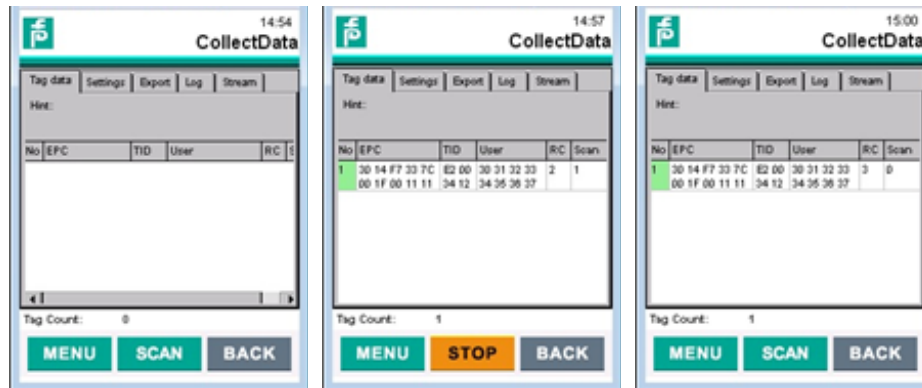 14:54
CollectData
Tag data Settings Export Log Stream
Hint:
No EPC TID User RC S
Tag Count: 0
MENU SCAN BACK
14:57
CollectData
Tag data Settings Export Log Stream
Hint:
No EPC TID User RC Scan
1 30 14 F7 33 7C E2 00 30 31 32 33 2 1
00 1F 00 11 11 34 12 34 35 36 37
Tag Count: 1
MENU STOP BACK
15:00
CollectData
Tag data Settings Export Log Stream
Hint:
No EPC TID User RC Scan
1 30 14 F7 33 7C E2 00 30 31 32 33 3 0
00 1F 00 11 11 34 12 34 35 36 37
Tag Count: 1
MENU SCAN BACK